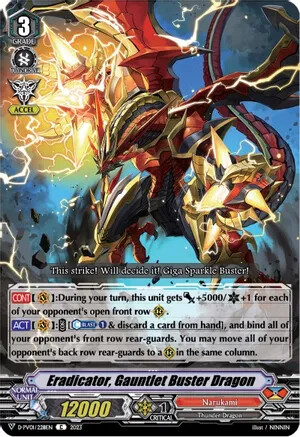 3
GRADE
ACCEL
This strike! Will decide it! Giga Sparkle Buster!
CONT[ ]:During your turn, this unit gets +5000/ +1 for
each of your opponent's open front row .
ACT[ ]:[BLAST 1 & discard a card from hand], and bind all of
your opponent's front row rear-guards. You may move all of your
opponent's back row rear-guards to a in the same column.
NORMAL
UNIT
Eradicator, Gauntlet Buster Dragon
12000
1
CRITICAL
Narukami
Thunder Dragon
D-PV01/228EN C 2023
illust / NINNIN